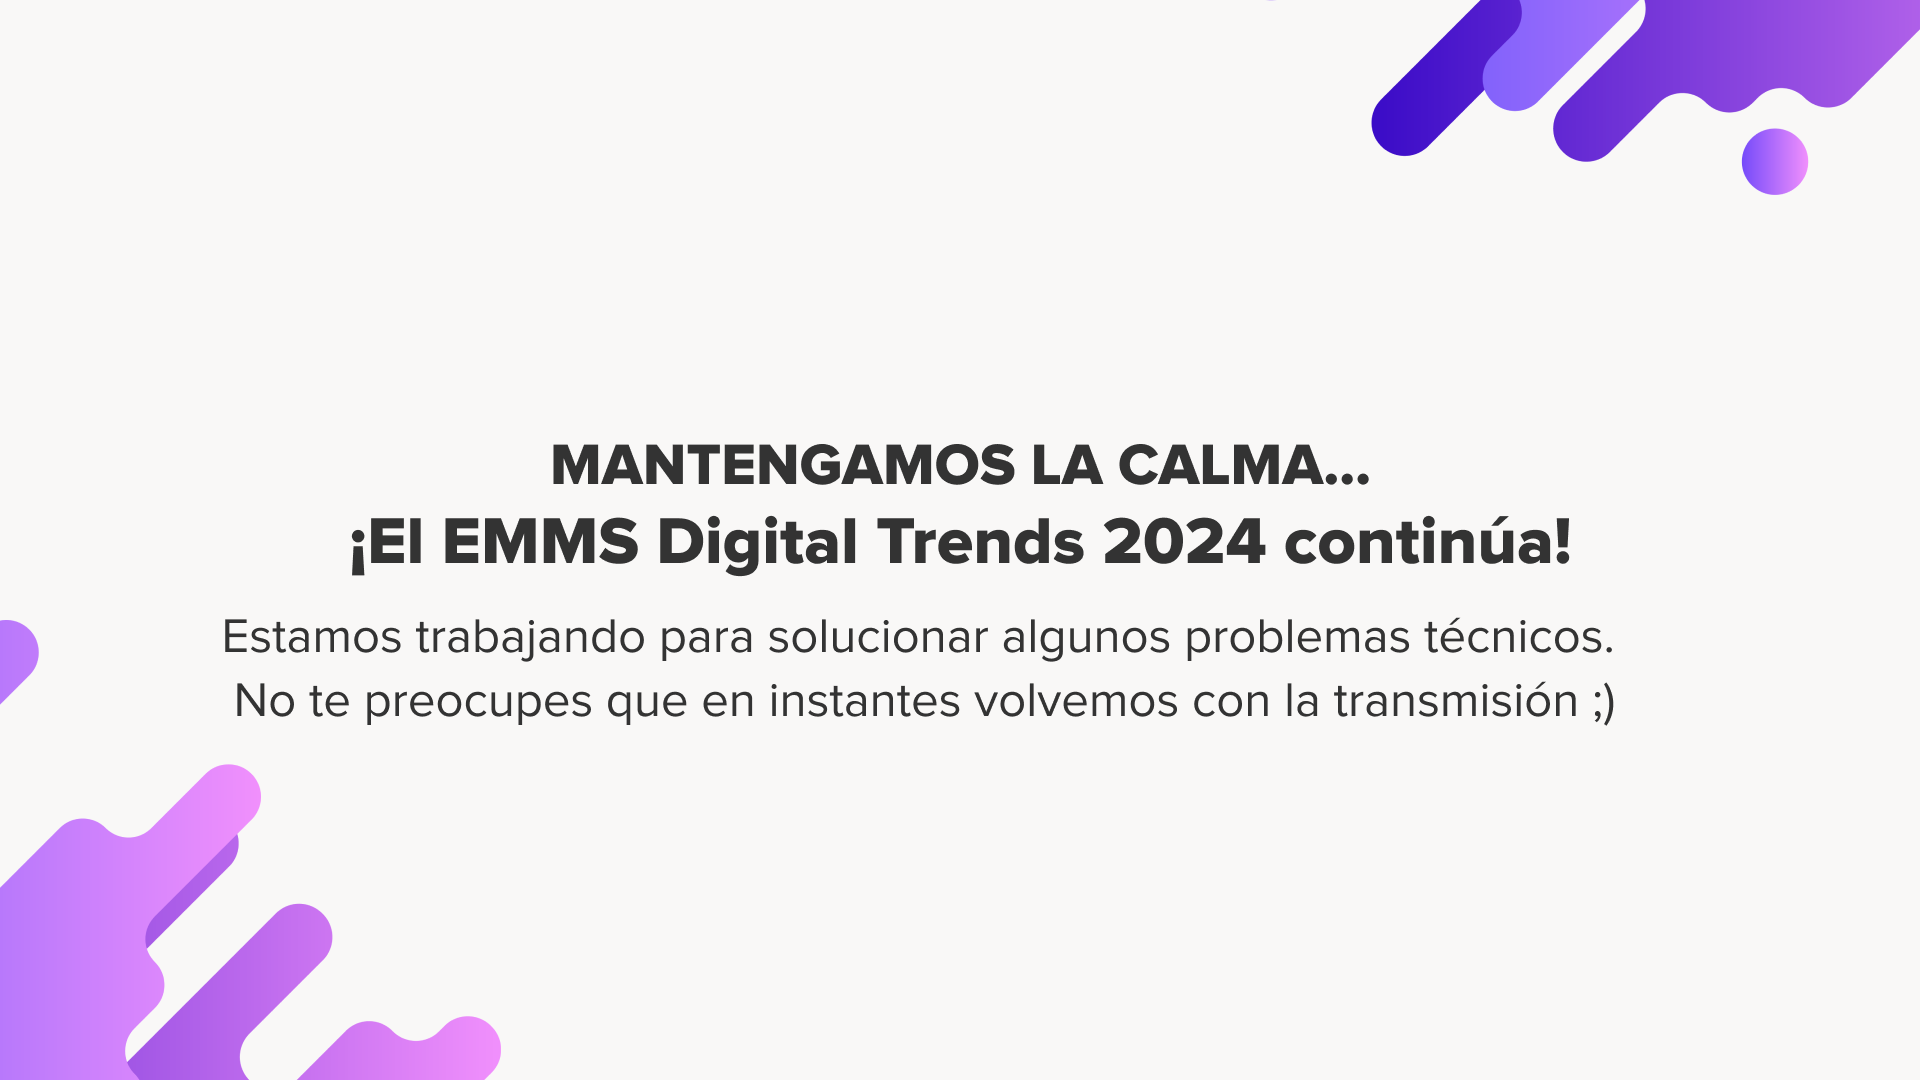 MANTENGAMOS LA CALMA...
¡El EMMS Digital Trends 2024 continúa!
Estamos trabajando para solucionar algunos problemas técnicos.
No te preocupes que en instantes volvemos con la transmisión ;)